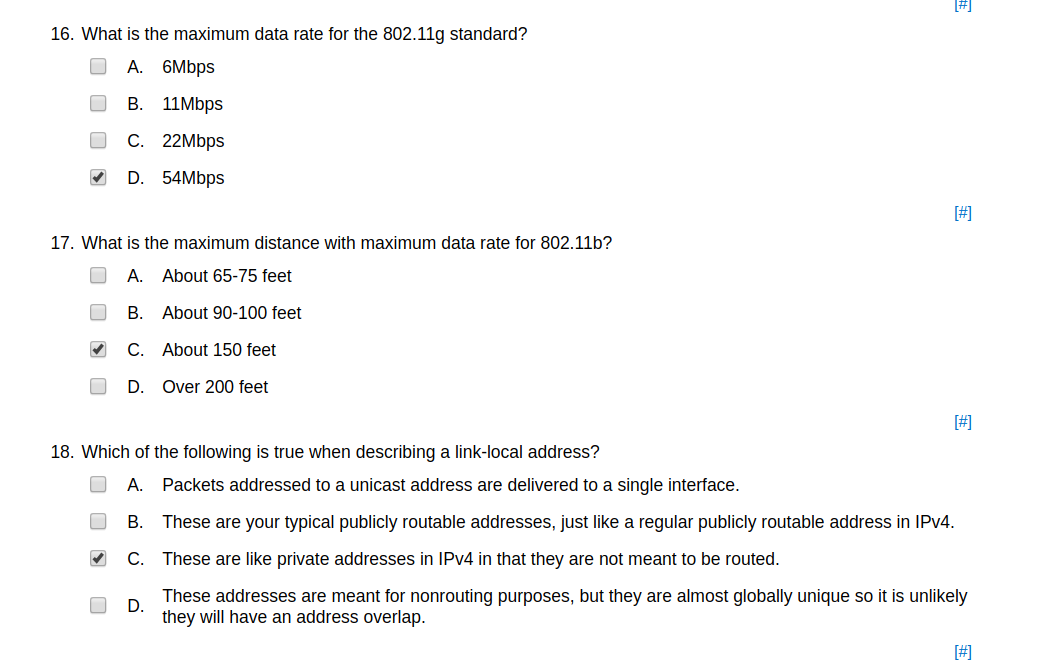 [#]
16. What is the maximum data rate for the 802.11g standard?
A. 6Mbps
B. 11Mbps
C. 22Mbps
D. 54Mbps
[#]
17. What is the maximum distance with maximum data rate for 802.11b?
A. About 65-75 feet
B. About 90-100 feet
C. About 150 feet
D. Over 200 feet
[#]
18. Which of the following is true when describing a link-local address?
A. Packets addressed to a unicast address are delivered to a single interface.
B. These are your typical publicly routable addresses, just like a regular publicly routable address in IPv4.
C. These are like private addresses in IPv4 in that they are not meant to be routed.
D. These addresses are meant for nonrouting purposes, but they are almost globally unique so it is unlikely
they will have an address overlap.
[#]